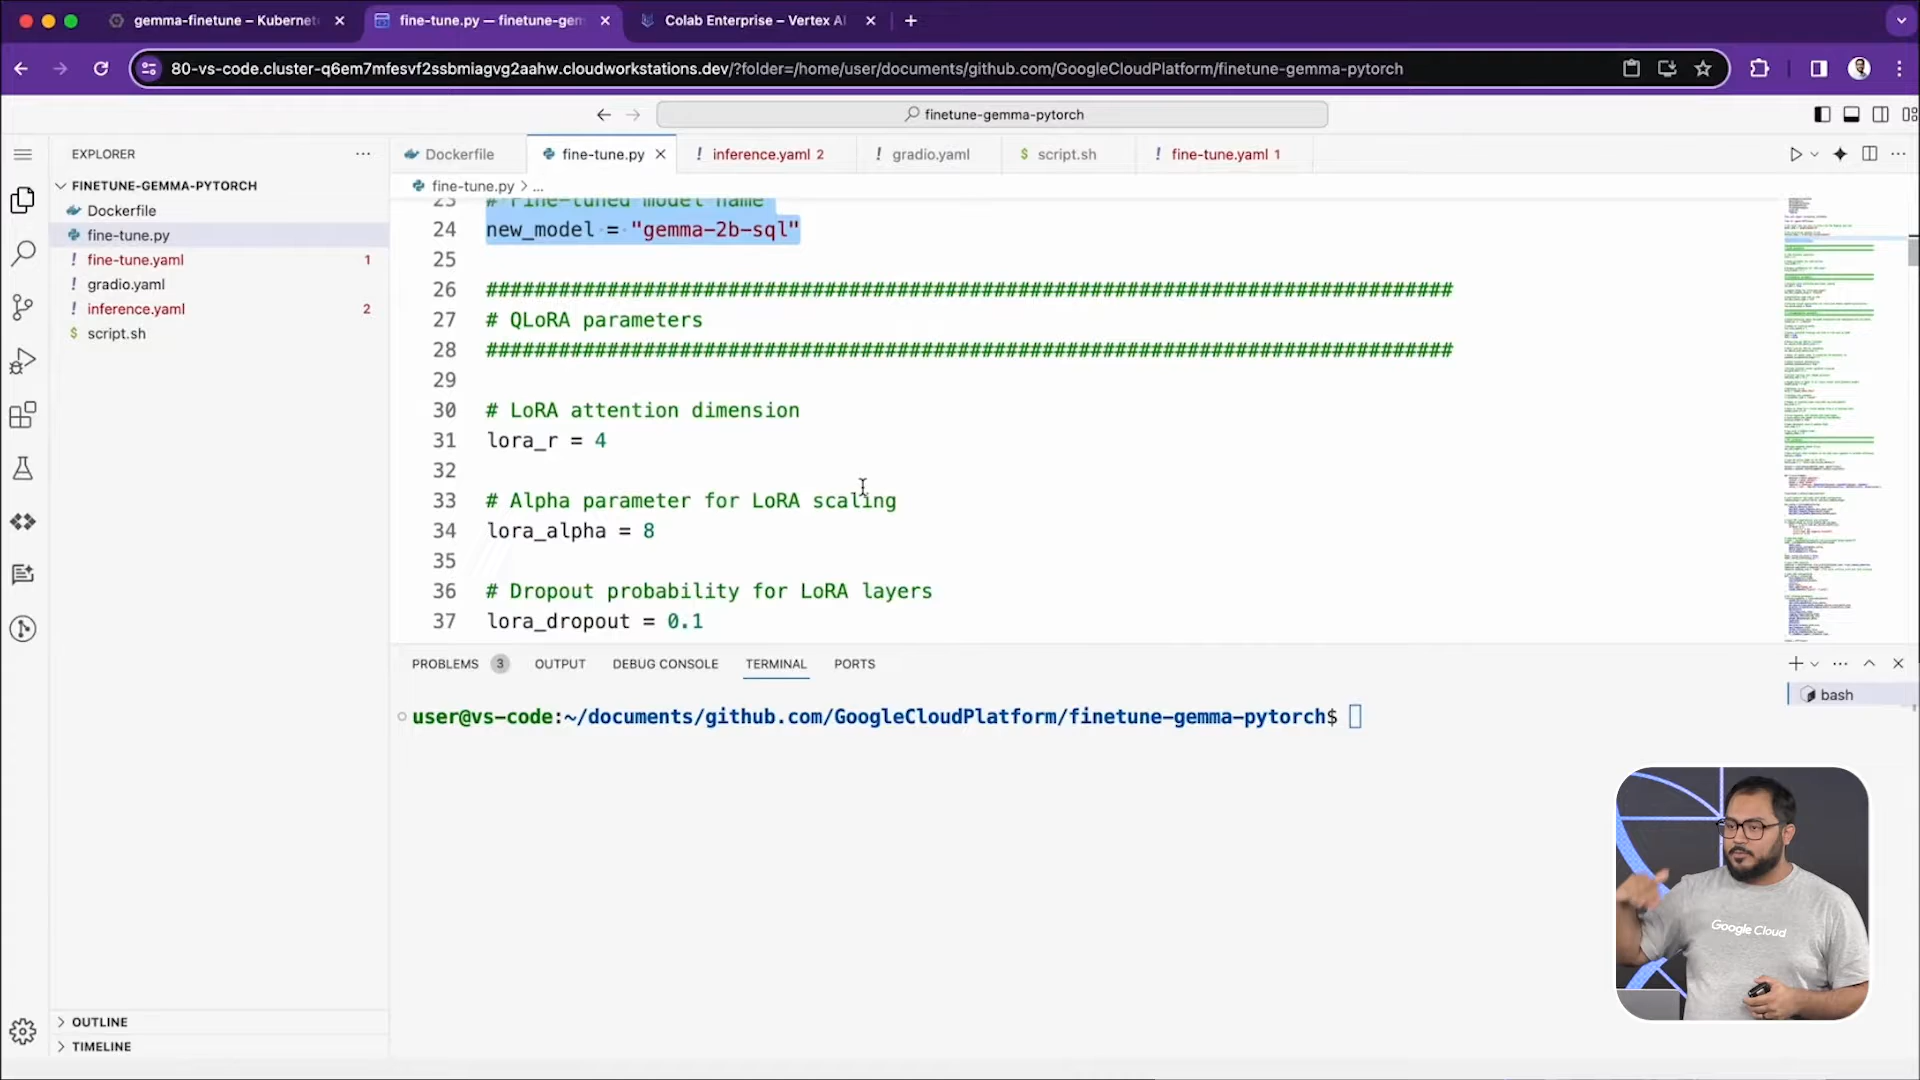 gemma-finetune – Kubernet
fine-tune.py — finetune-gem
Colab Enterprise – Vertex AI
80-vs-code.cluster-q6em7mfesvf2ssbmiagvg2aahw.cloudworkstations.dev/?folder=/home/user/documents/github.com/GoogleCloudPlatform/finetune-gemma-pytorch
finetune-gemma-pytorch
EXPLORER
Dockerfile
fine-tune.py
! inference.yaml 2
! gradio.yaml
$ script.sh
! fine-tune.yaml 1
FINETUNE-GEMMA-PYTORCH
Dockerfile
fine-tune.py
! fine-tune.yaml 1
! gradio.yaml
! inference.yaml 2
$ script.sh
fine-tune.py > ...
23 # Fine-tuned model name
24 new_model = "gemma-2b-sql"
25
26 ################################################################################
27 # QLoRA parameters
28 ################################################################################
29
30 # LoRA attention dimension
31 lora_r = 4
32
33 # Alpha parameter for LoRA scaling
34 lora_alpha = 8
35
36 # Dropout probability for LoRA layers
37 lora_dropout = 0.1
PROBLEMS 3 OUTPUT DEBUG CONSOLE TERMINAL PORTS
bash
user@vs-code:~/documents/github.com/GoogleCloudPlatform/finetune-gemma-pytorch$
Google Cloud
OUTLINE
TIMELINE